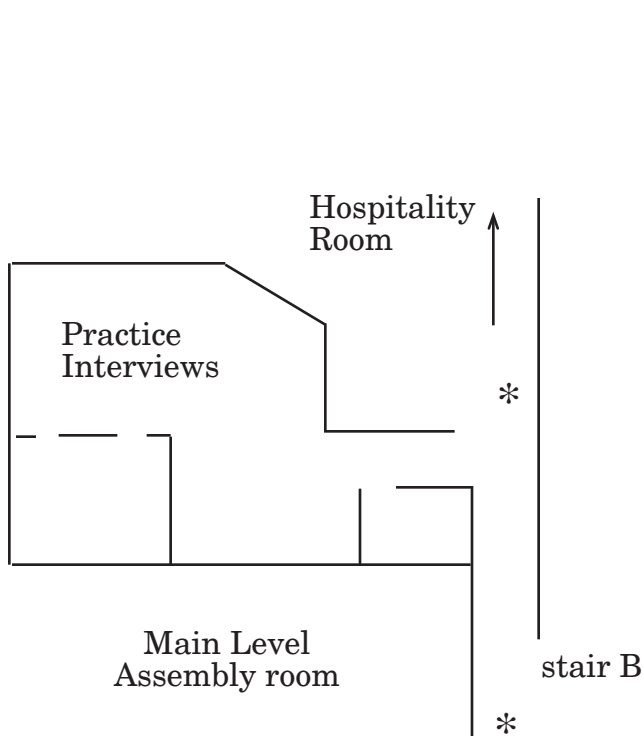 Hospitality
Room
Practice
Interviews
*
Main Level
Assembly room
stair B
*